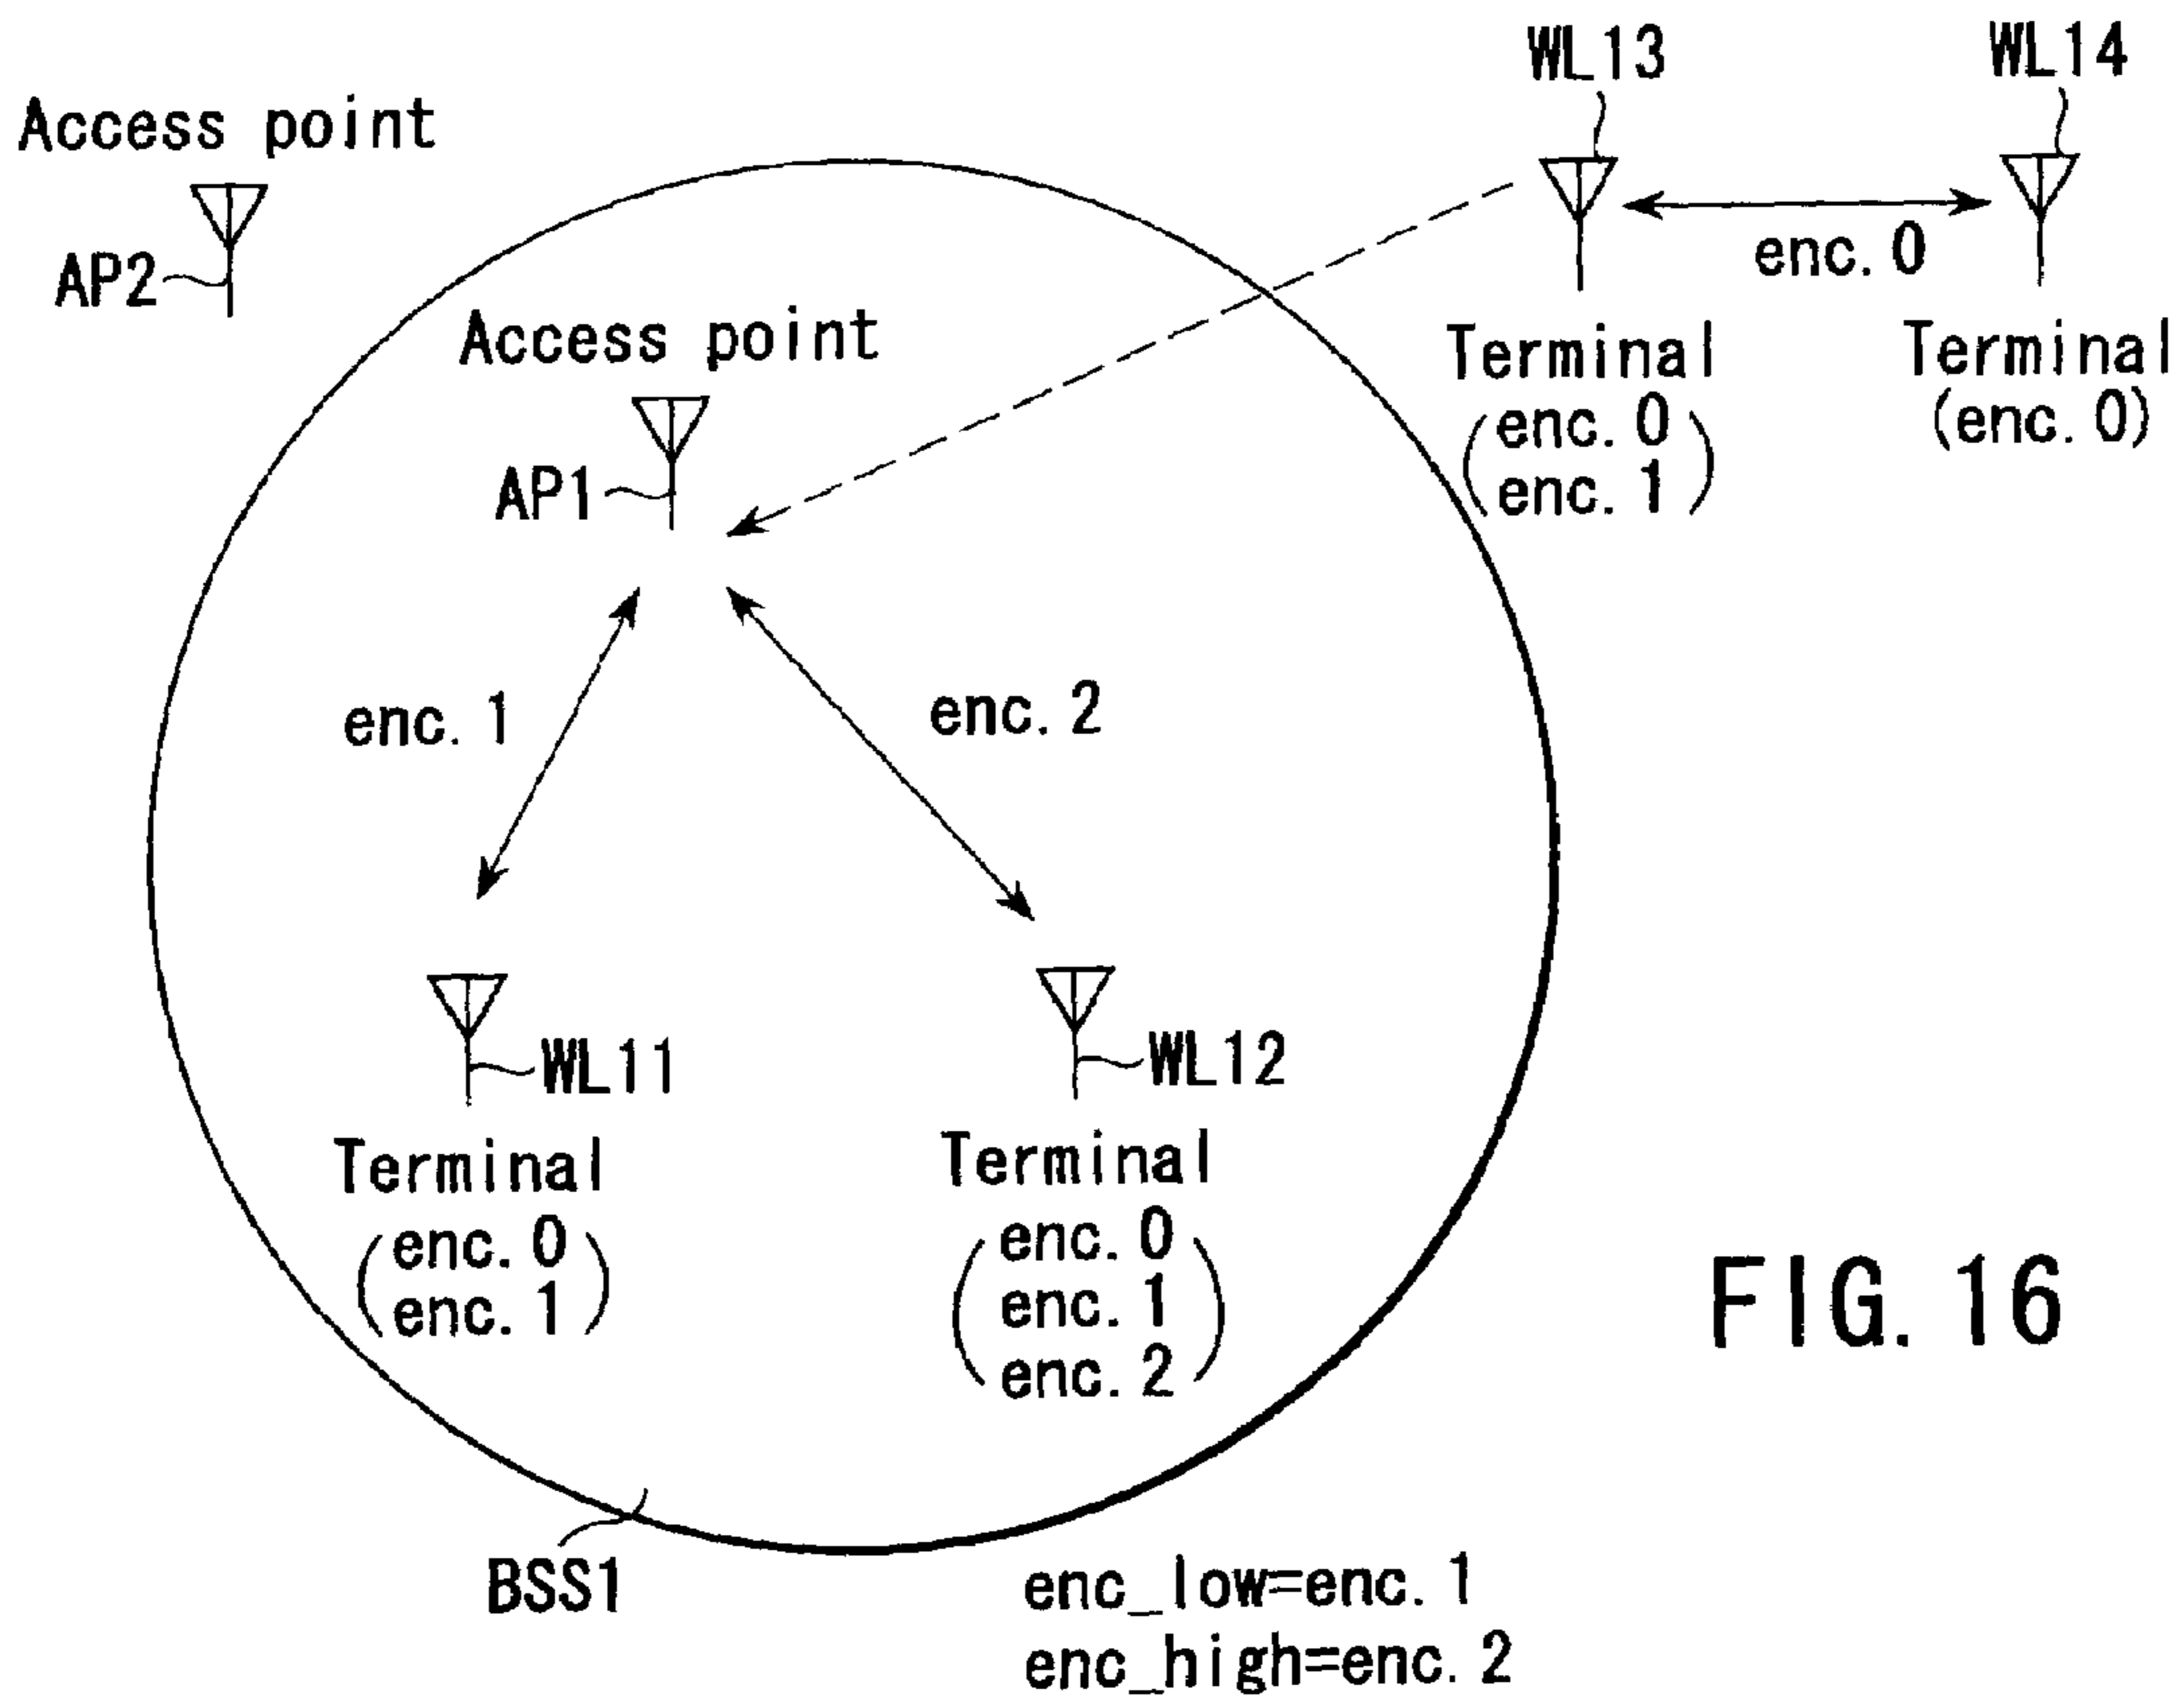 WL13
WL14
Access point
AP2
enc. 0
Access point
AP1
Terminal
(enc. 0
enc. 1)
Terminal
(enc. 0)
enc. 1
enc. 2
WL11
WL12
Terminal
(enc. 0
enc. 1)
Terminal
(enc. 0
enc. 1
enc. 2)
FIG. 16
BSS1
enc_low=enc. 1
enc_high=enc. 2